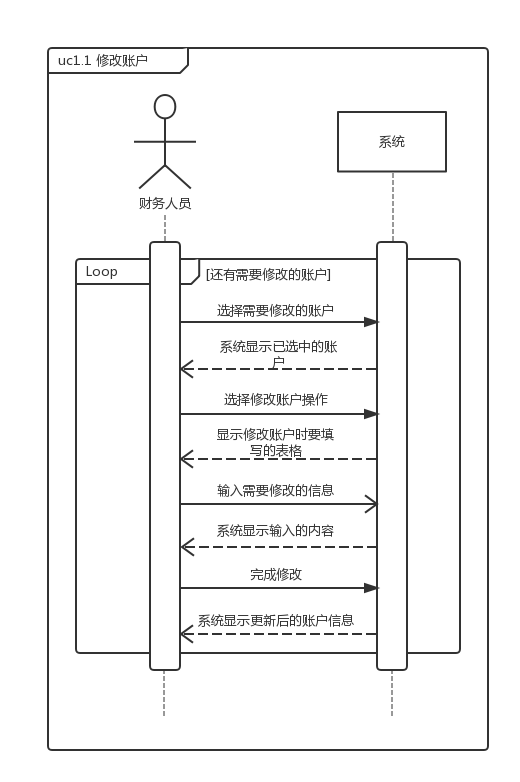 uc1.1 修改账户
系统
财务人员
Loop
[还有需要修改的账户]
选择需要修改的账户
系统显示已选中的账
户
选择修改账户操作
显示修改账户时要填
写的表格
输入需要修改的信息
系统显示输入的内容
完成修改
系统显示更新后的账户信息